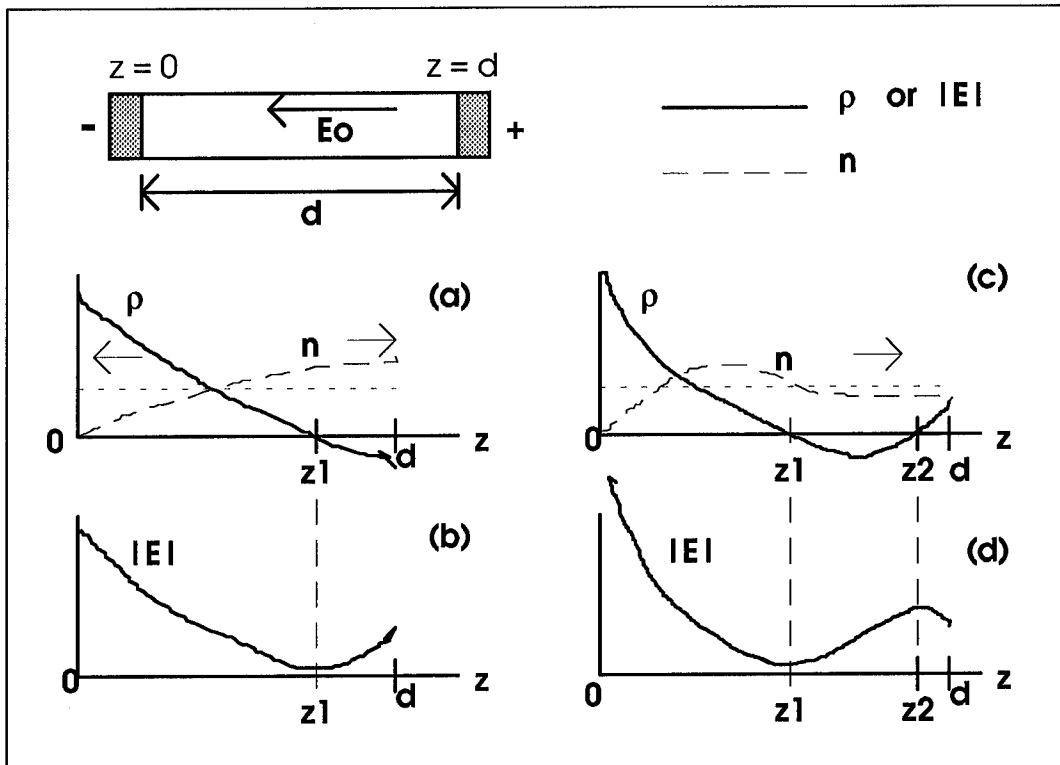 z = 0 z = d
- Eo +
d
ρ or |E|
n
(a)
ρ
n
0 z1 d z
(b)
|E|
0 z1 d z
(c)
ρ
n
0 z1 z2 d z
(d)
|E|
0 z1 z2 d z